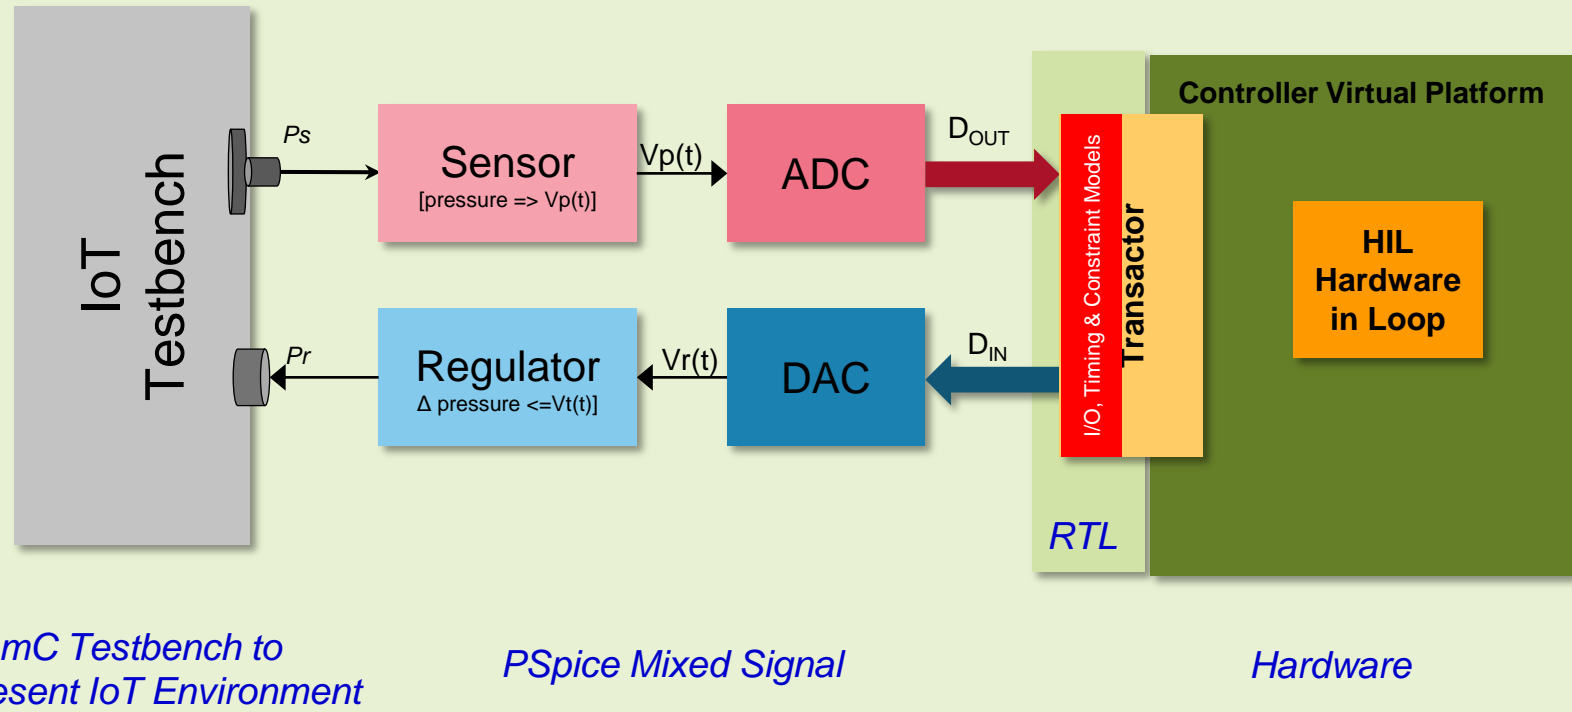 IoT
Testbench
Ps
Sensor
[pressure => Vp(t)]
Vp(t)
ADC
DOUT
Pr
Regulator
Δ pressure <=Vt(t)]
Vr(t)
DAC
DIN
I/O, Timing & Constraint Models
Transactor
RTL
Controller Virtual Platform
HIL
Hardware
in Loop
mC Testbench to
esent IoT Environment
PSpice Mixed Signal
Hardware